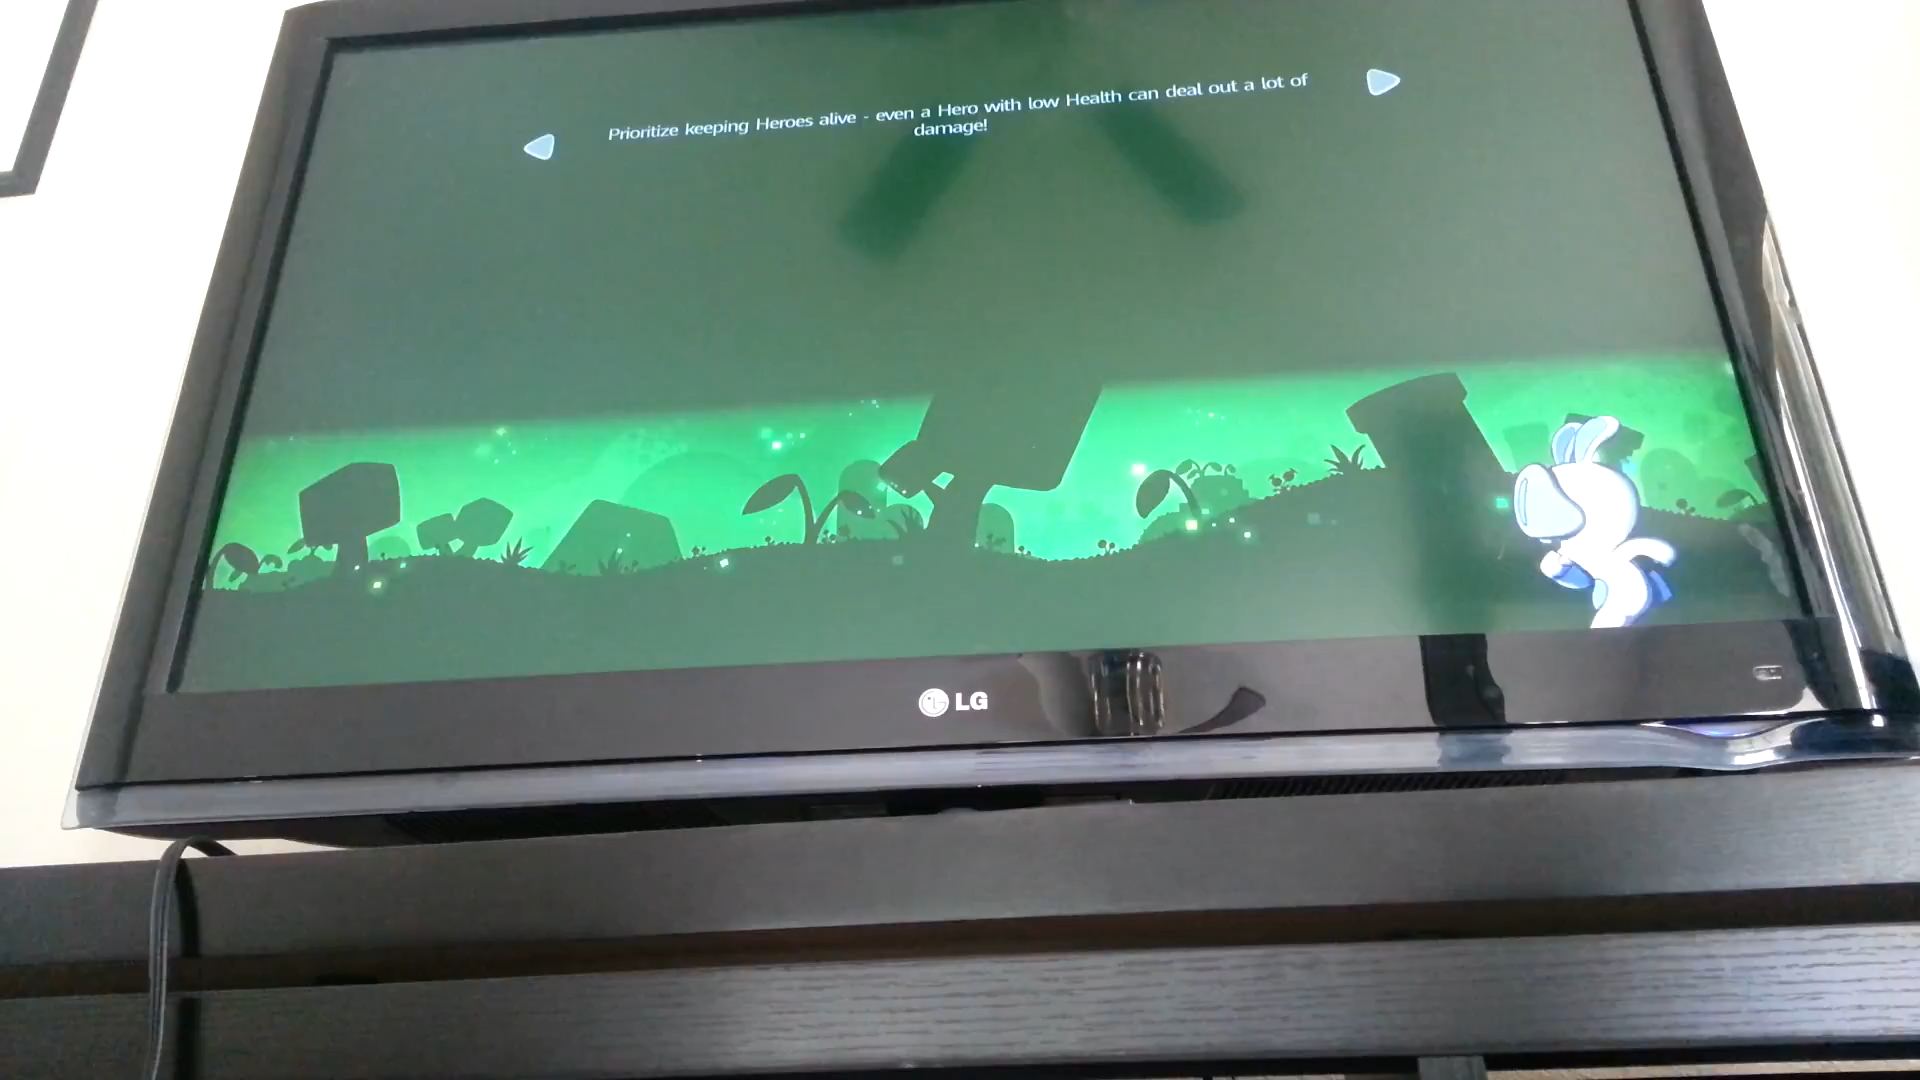 Prioritize keeping Heroes alive - even a Hero with low Health can deal out a lot of
damage!
LG